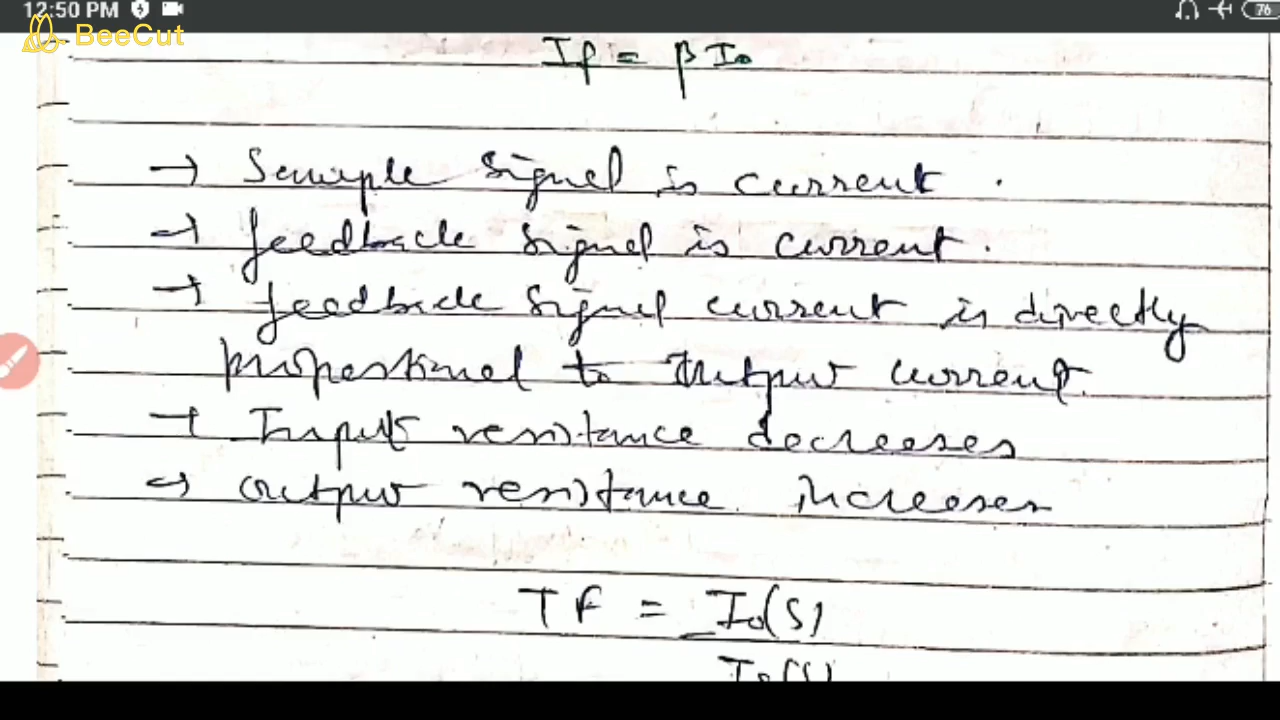 12:50 PM
76
BeeCut
If = β Io
→ Sample signal is current.
→ feedback signal is current.
→ feedback signal current is directly
proportional to Output current.
→ Input resistance decreases
→ output resistance increases
TF = Io(S)